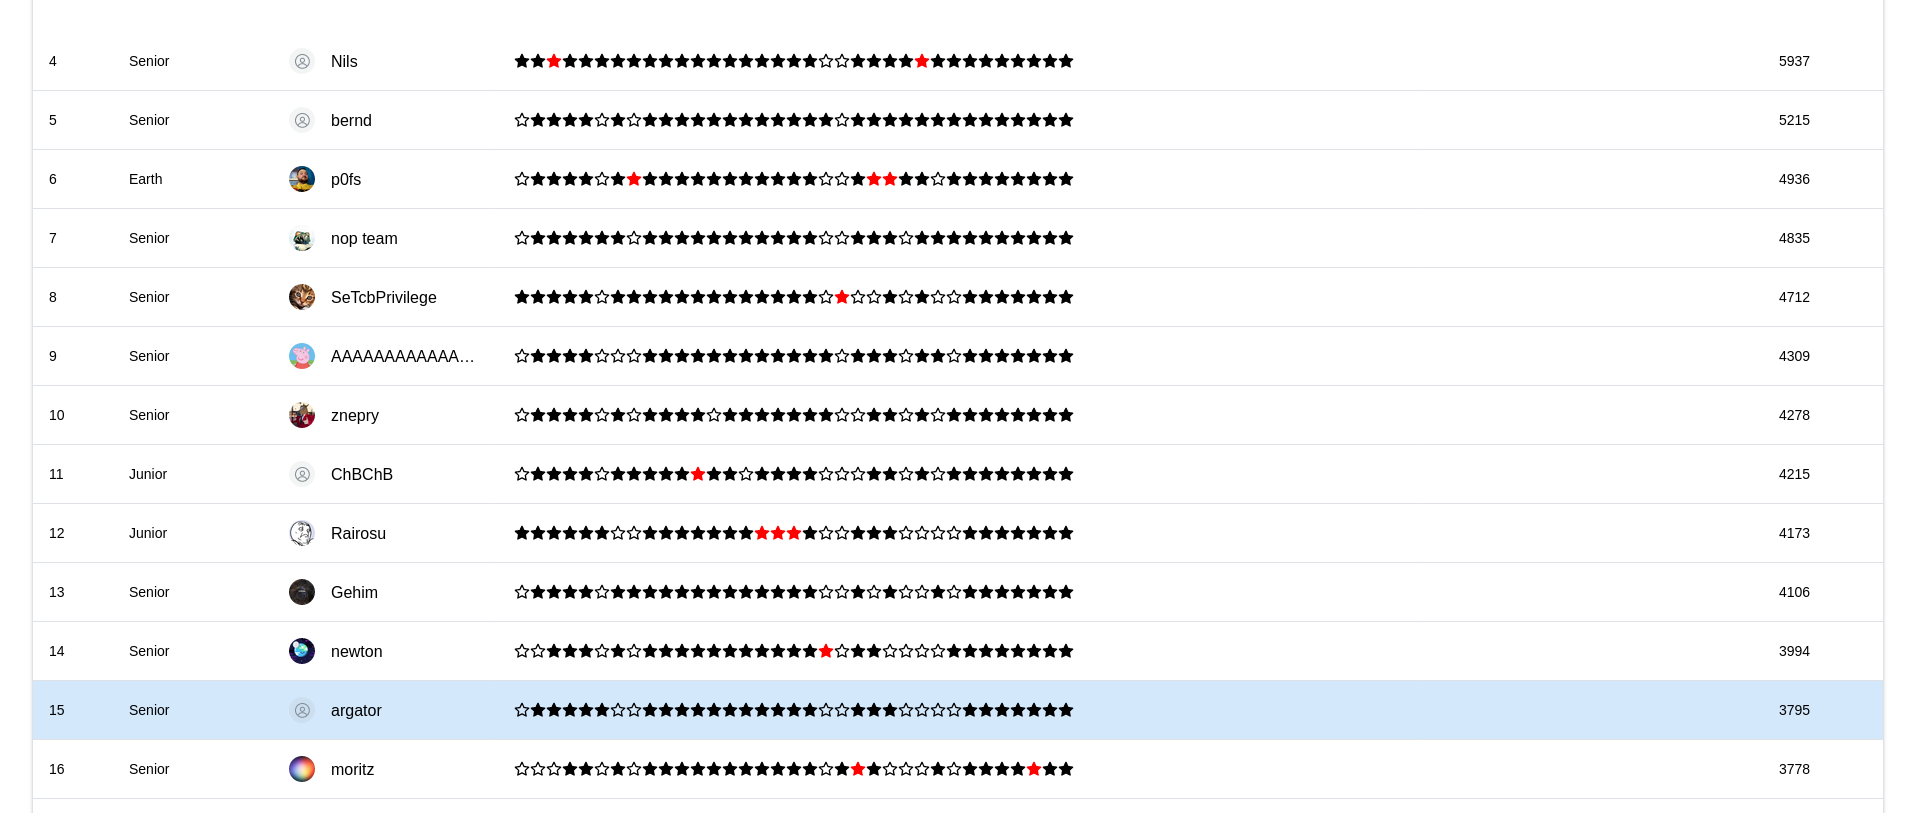 4 Senior Nils 5937
5 Senior bernd 5215
6 Earth p0fs 4936
7 Senior nop team 4835
8 Senior SeTcbPrivilege 4712
9 Senior AAAAAAAAAAAA… 4309
10 Senior znepry 4278
11 Junior ChBChB 4215
12 Junior Rairosu 4173
13 Senior Gehim 4106
14 Senior newton 3994
15 Senior argator 3795
16 Senior moritz 3778